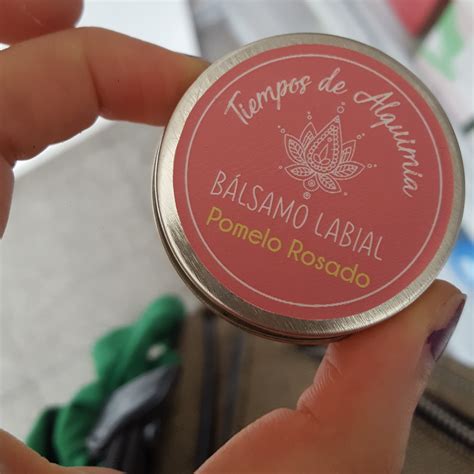 Tiempos de Alquimia
BÁLSAMO LABIAL
Pomelo Rosado